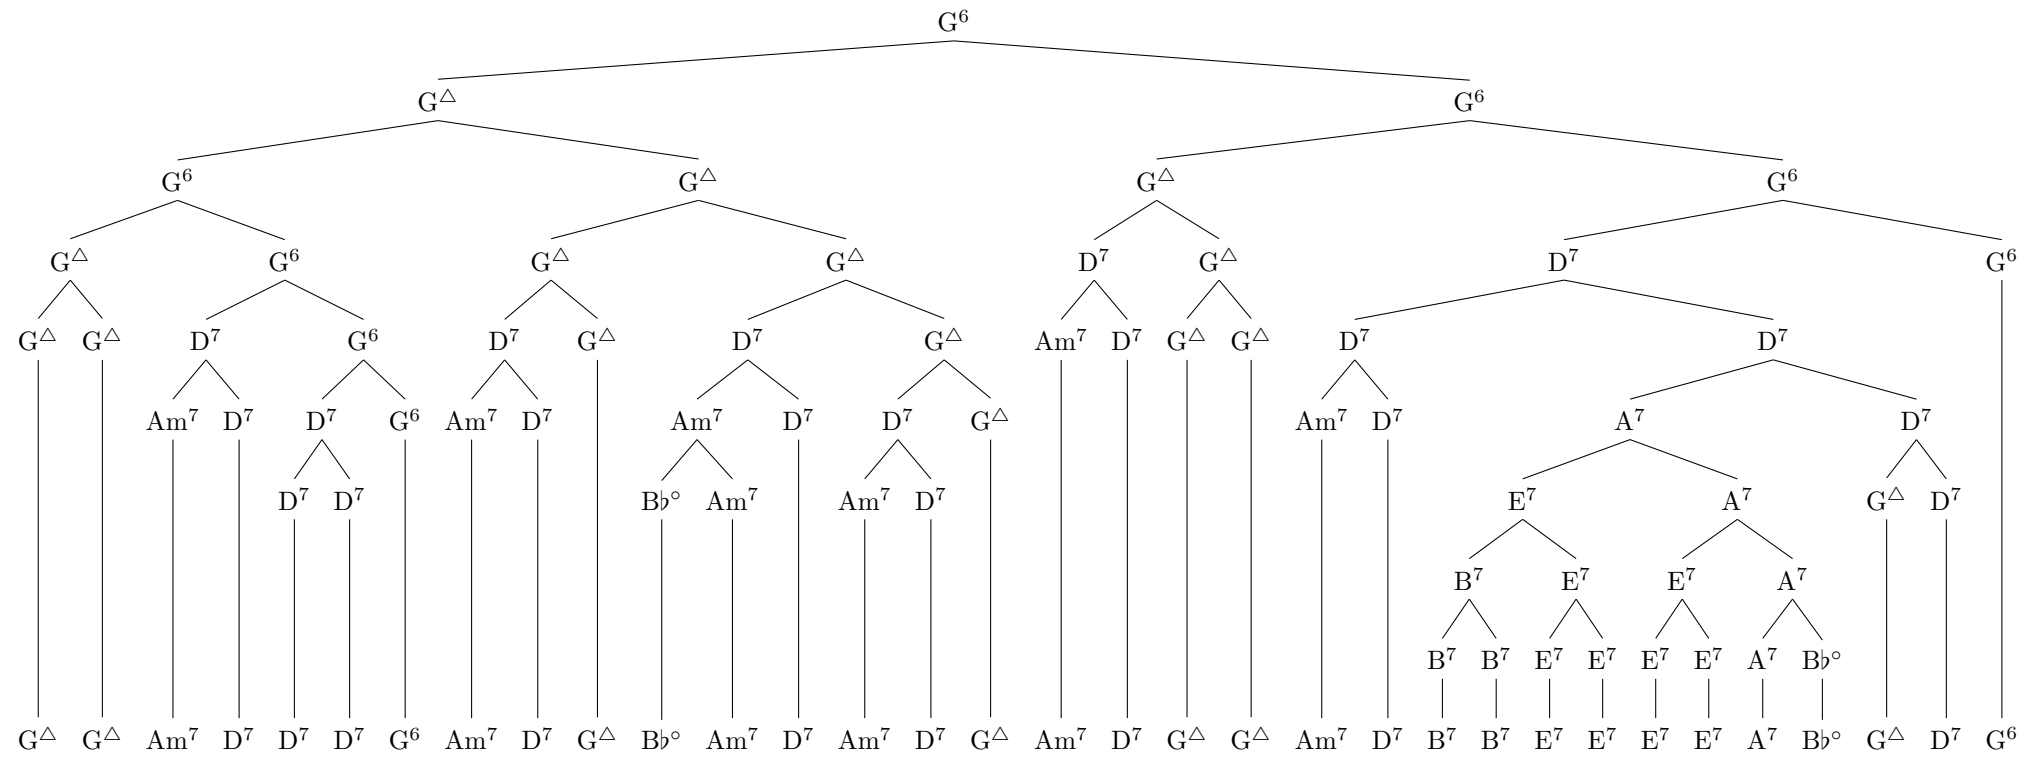 G⁶
G△ G⁶
G⁶ G△ G△ G⁶
G△ G⁶ G△ G△ D⁷ G△ D⁷ G⁶
G△ G△ D⁷ G⁶ D⁷ G△ D⁷ G△ Am⁷ D⁷ G△ G△ D⁷ D⁷
Am⁷ D⁷ D⁷ G⁶ Am⁷ D⁷ Am⁷ D⁷ D⁷ G△ Am⁷ D⁷ A⁷ D⁷
D⁷ D⁷ B♭° Am⁷ Am⁷ D⁷ E⁷ A⁷ G△ D⁷
B⁷ E⁷ E⁷ A⁷
B⁷ B⁷ E⁷ E⁷ E⁷ E⁷ A⁷ B♭°
G△ G△ Am⁷ D⁷ D⁷ D⁷ G⁶ Am⁷ D⁷ G△ B♭° Am⁷ D⁷ Am⁷ D⁷ G△ Am⁷ D⁷ G△ G△ Am⁷ D⁷ B⁷ B⁷ E⁷ E⁷ E⁷ E⁷ A⁷ B♭° G△ D⁷ G⁶